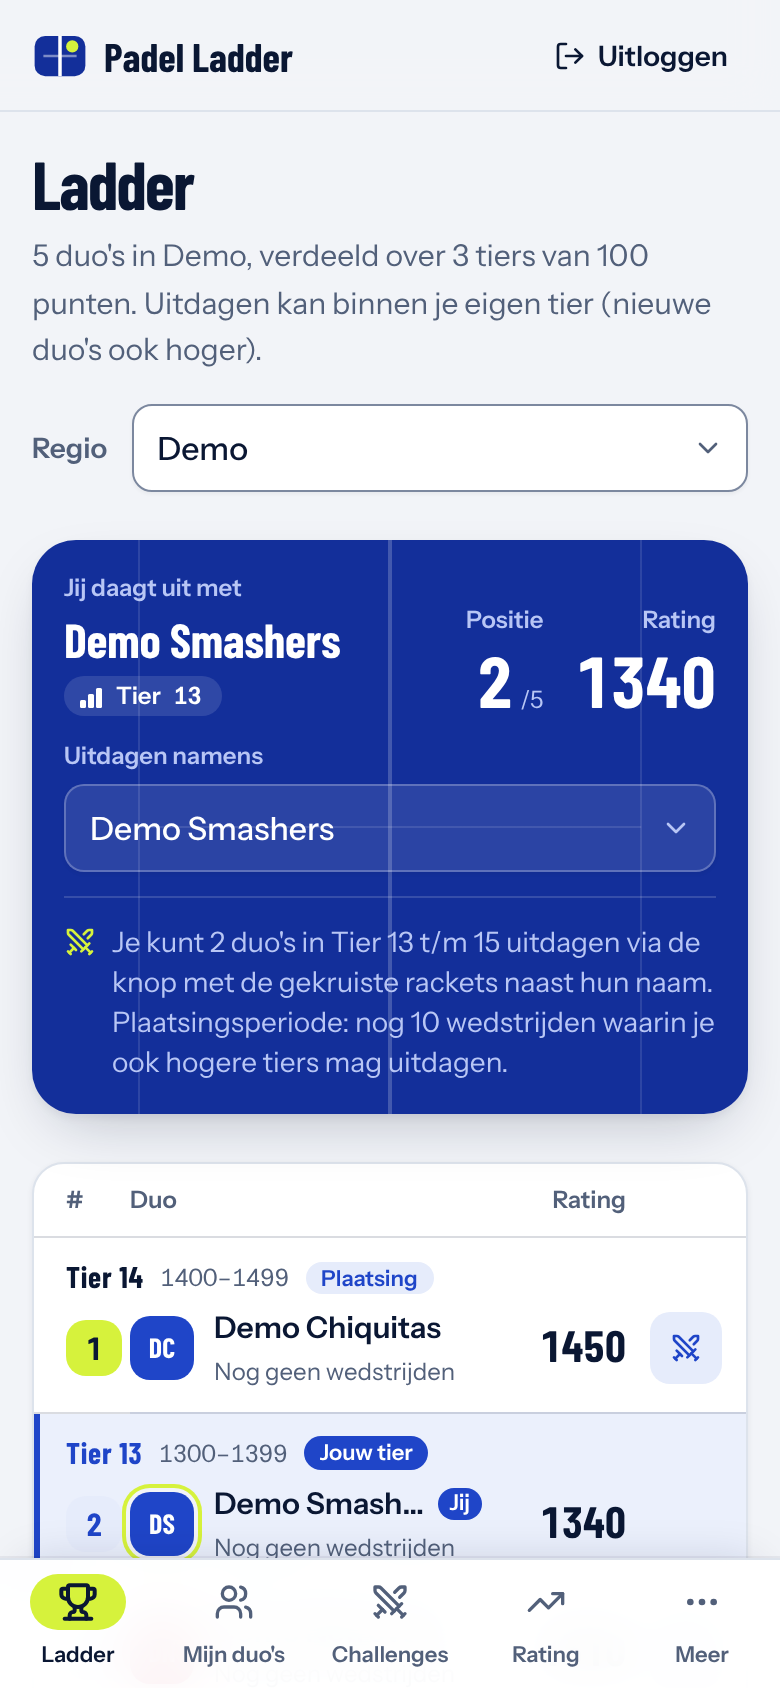 Padel Ladder
Uitloggen
Ladder
5 duo's in Demo, verdeeld over 3 tiers van 100
punten. Uitdagen kan binnen je eigen tier (nieuwe
duo's ook hoger).
Regio
Demo
Jij daagt uit met
Demo Smashers
Tier 13
Positie
2 /5
Rating
1340
Uitdagen namens
Demo Smashers
Je kunt 2 duo's in Tier 13 t/m 15 uitdagen via de
knop met de gekruiste rackets naast hun naam.
Plaatsingsperiode: nog 10 wedstrijden waarin je
ook hogere tiers mag uitdagen.
# Duo Rating
Tier 14 1400–1499 Plaatsing
1 DC Demo Chiquitas 1450
Nog geen wedstrijden
Tier 13 1300–1399 Jouw tier
2 DS Demo Smash... Jij 1340
Nog geen wedstrijden
Ladder
Mijn duo's
Challenges
Rating
Meer